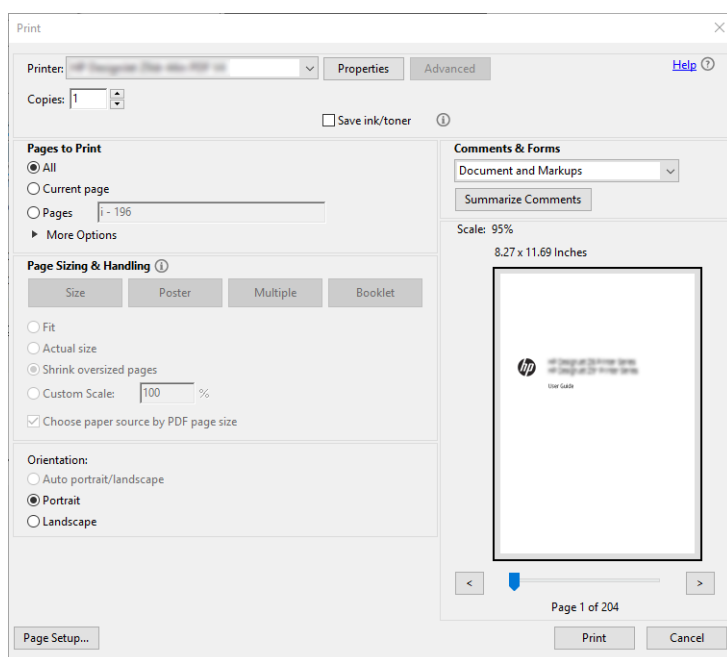 Print
Printer:
Properties
Advanced
Help
Copies: 1
Save ink/toner
Pages to Print
All
Current page
Pages i - 196
More Options
Comments & Forms
Document and Markups
Summarize Comments
Page Sizing & Handling
Size Poster Multiple Booklet
Fit
Actual size
Shrink oversized pages
Custom Scale: 100 %
Choose paper source by PDF page size
Orientation:
Auto portrait/landscape
Portrait
Landscape
Scale: 95%
8.27 x 11.69 Inches
hp
User Guide
< >
Page 1 of 204
Page Setup...
Print
Cancel